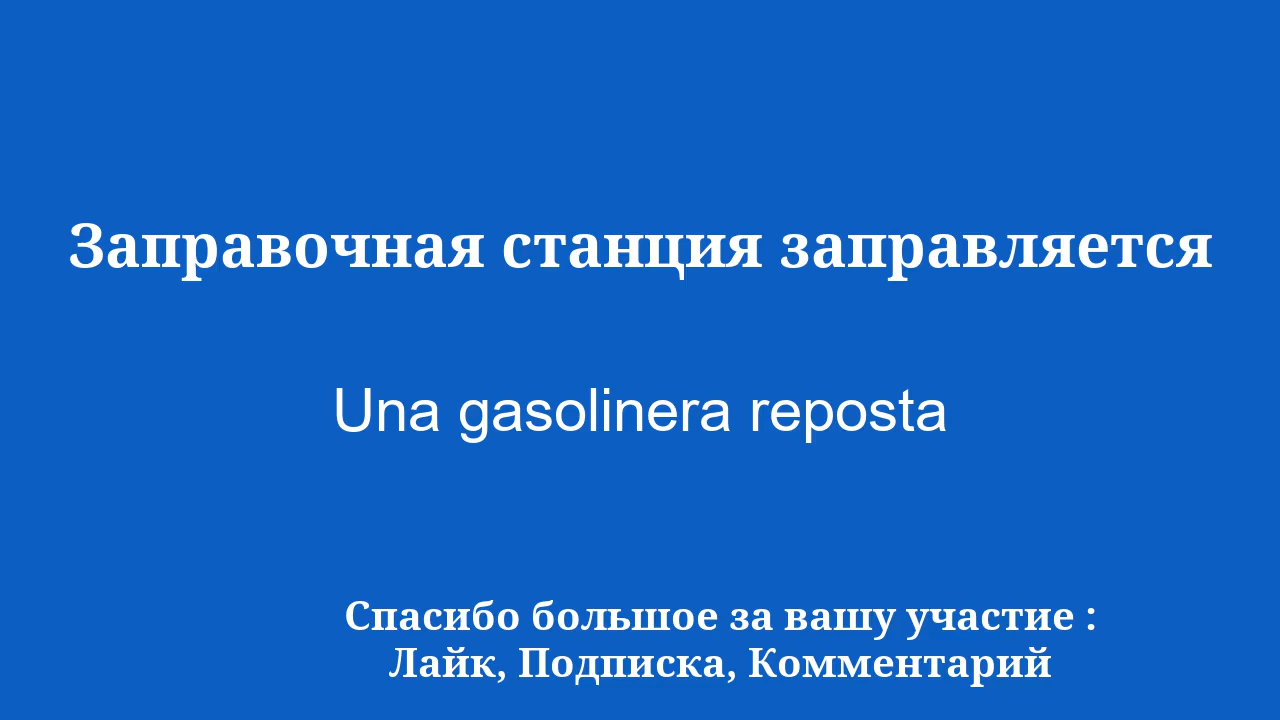 Заправочная станция заправляется
Una gasolinera reposta
Спасибо большое за вашу участие :
Лайк, Подписка, Комментарий